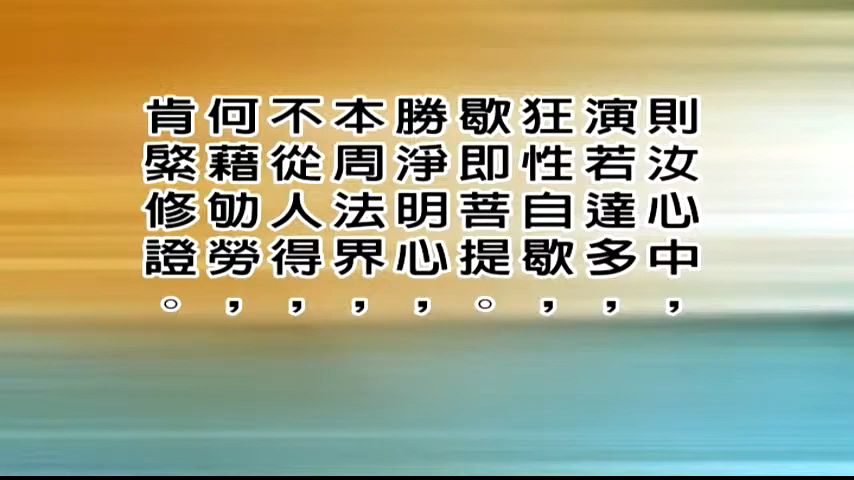 則汝心中，
演若達多，
狂性自歇，
歇即菩提。
勝淨明心，
本周法界，
不從人得，
何藉劬勞，
肯綮修證。